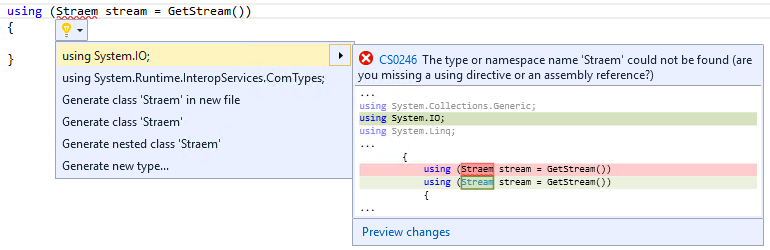 using (Straem stream = GetStream())
{
}
using System.IO;
using System.Runtime.InteropServices.ComTypes;
Generate class 'Straem' in new file
Generate class 'Straem'
Generate nested class 'Straem'
Generate new type...
CS0246 The type or namespace name 'Straem' could not be found (are
you missing a using directive or an assembly reference?)
...
using System.Collections.Generic;
using System.IO;
using System.Linq;
...
{
using (Straem stream = GetStream())
using (Stream stream = GetStream())
{
...
Preview changes